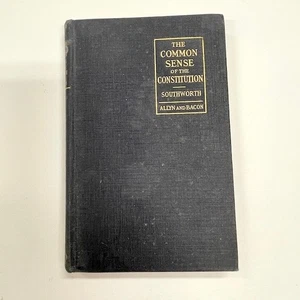 THE
COMMON
SENSE
OF THE
CONSTITUTION
SOUTHWORTH
ALLYN AND BACON